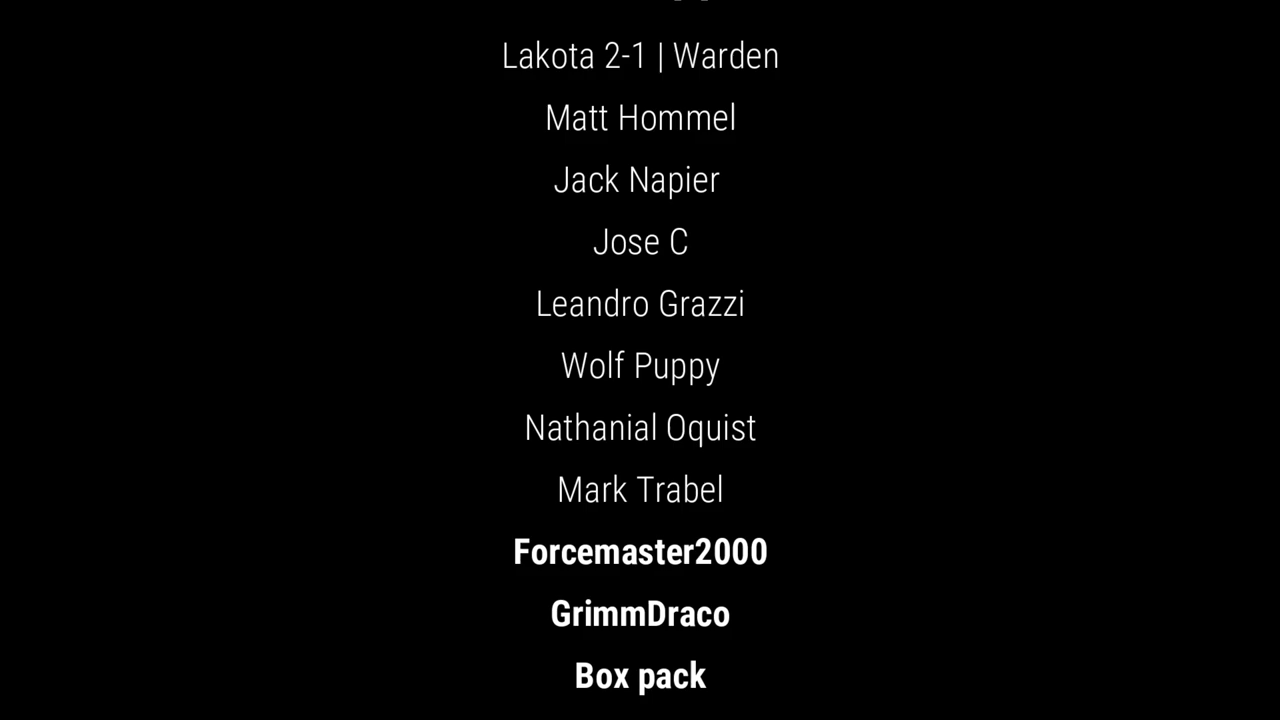 Lakota 2-1 | Warden
Matt Hommel
Jack Napier
Jose C
Leandro Grazzi
Wolf Puppy
Nathanial Oquist
Mark Trabel
Forcemaster2000
GrimmDraco
Box pack